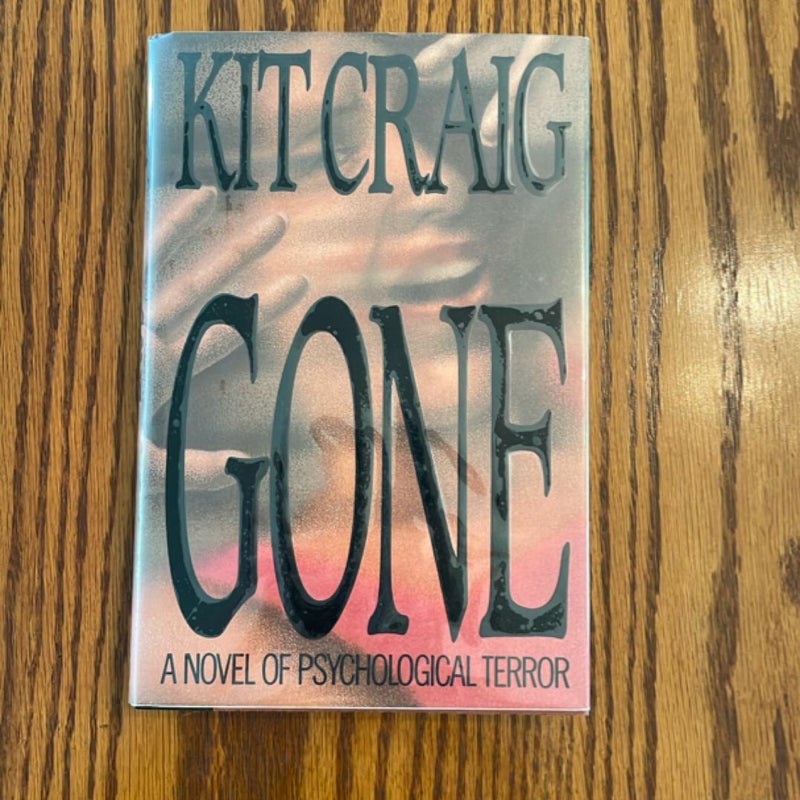 KIT CRAIG
GONE
A NOVEL OF PSYCHOLOGICAL TERROR